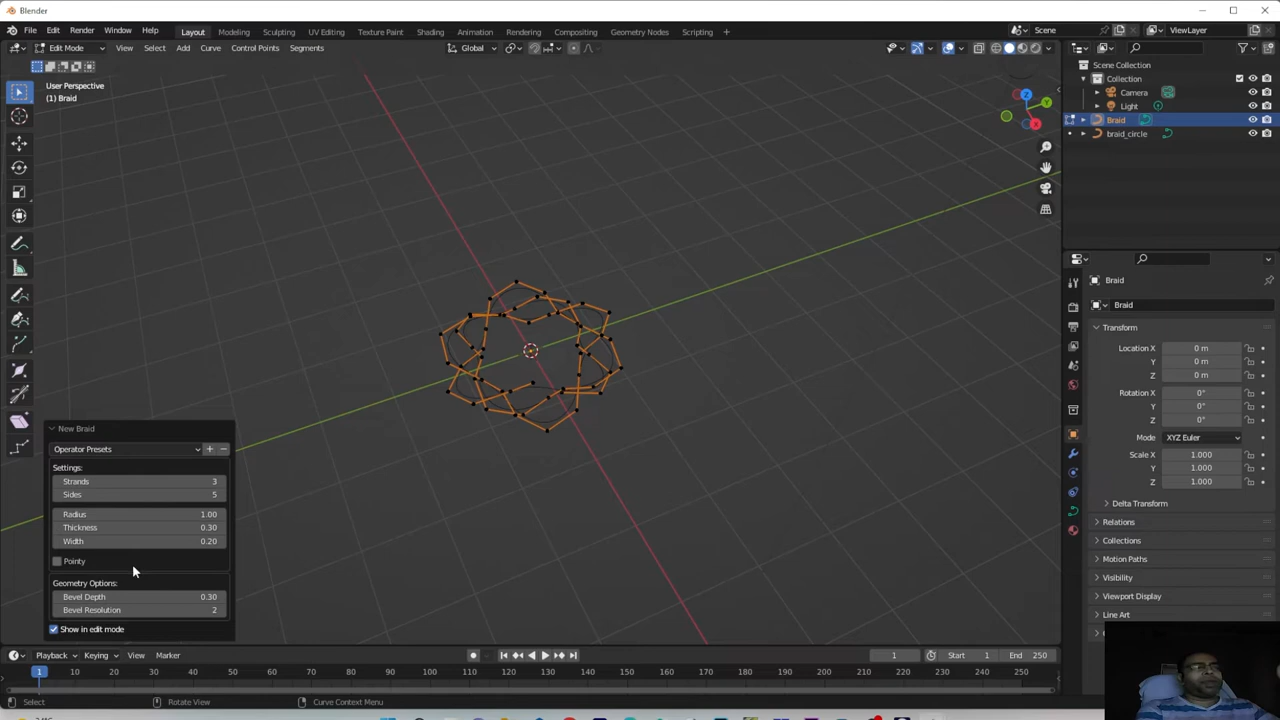 Blender
File Edit Render Window Help
Layout Modeling Sculpting UV Editing Texture Paint Shading Animation Rendering Compositing Geometry Nodes Scripting +
Scene
ViewLayer
Edit Mode View Select Add Curve Control Points Segments
Global
User Perspective
(1) Braid
Z
Y
X
Scene Collection
Collection
Camera
Light
Braid
braid_circle
Braid
Braid
Transform
Location X 0 m
Y 0 m
Z 0 m
Rotation X 0°
Y 0°
Z 0°
Mode XYZ Euler
Scale X 1.000
Y 1.000
Z 1.000
Delta Transform
Relations
Collections
Motion Paths
Visibility
Viewport Display
Line Art
New Braid
Operator Presets
Settings:
Strands 3
Sides 5
Radius 1.00
Thickness 0.30
Width 0.20
Pointy
Geometry Options:
Bevel Depth 0.30
Bevel Resolution 2
Show in edit mode
Playback Keying View Marker
1 Start 1 End 250
1 10 20 30 40 50 60 70 80 90 100 110 120 130 140 150 160 170 180 190 200 210 220 230 240 250
Select Rotate View Curve Context Menu